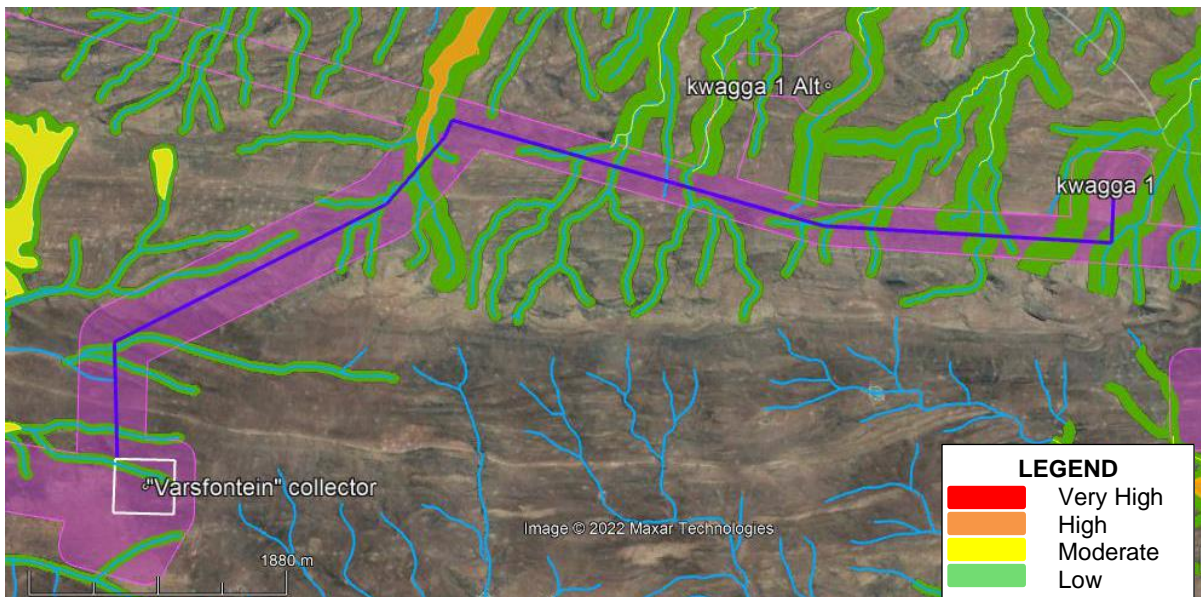 kwagga 1 Alt
kwagga 1
"Varsfontein" collector
Image © 2022 Maxar Technologies
1880 m
LEGEND
Very High
High
Moderate
Low